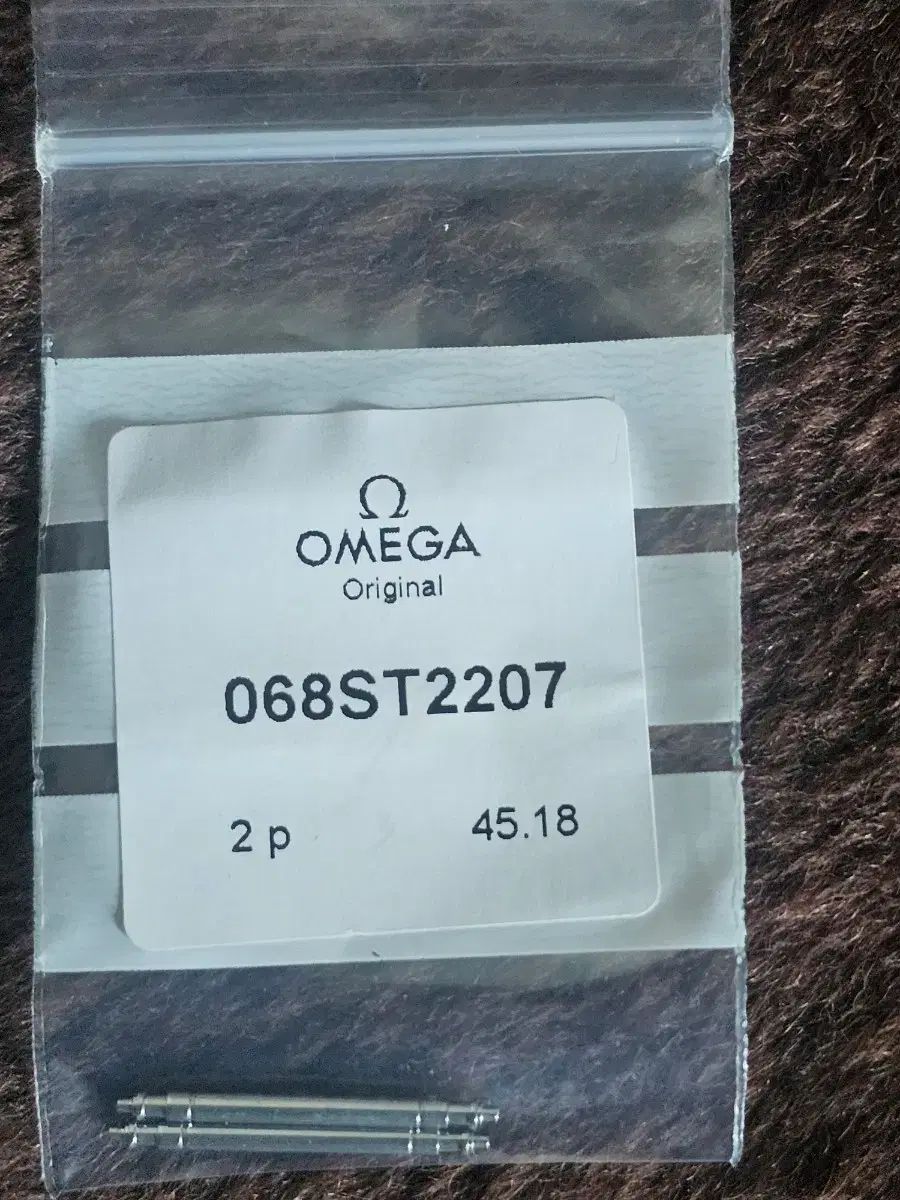 Ω
OMEGA
Original
068ST2207
2 p 45.18